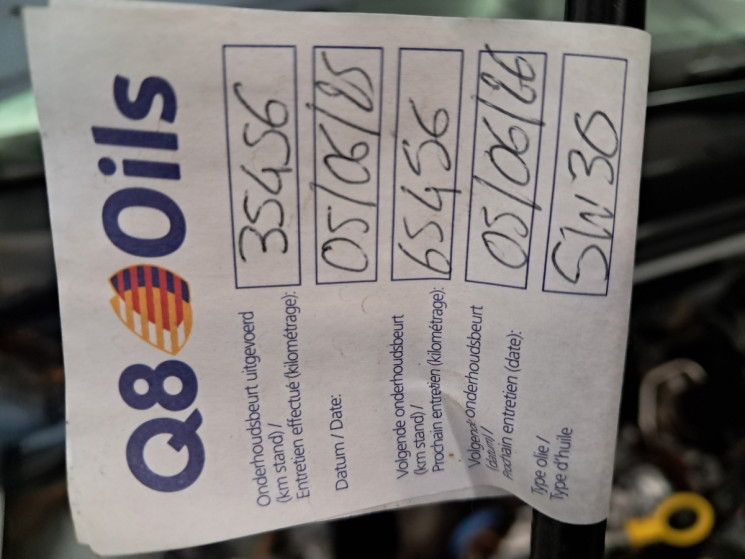 Q8 Oils
Onderhoudsbeurt uitgevoerd
(km stand) /
Entretien effectué (kilométrage):
35456
Datum / Date:
05/06/25
Volgende onderhoudsbeurt
(km stand) /
Prochain entretien (kilométrage):
65456
Volgende onderhoudsbeurt
(datum) /
Prochain entretien (date):
05/06/26
Type olie /
Type d'huile
5W30